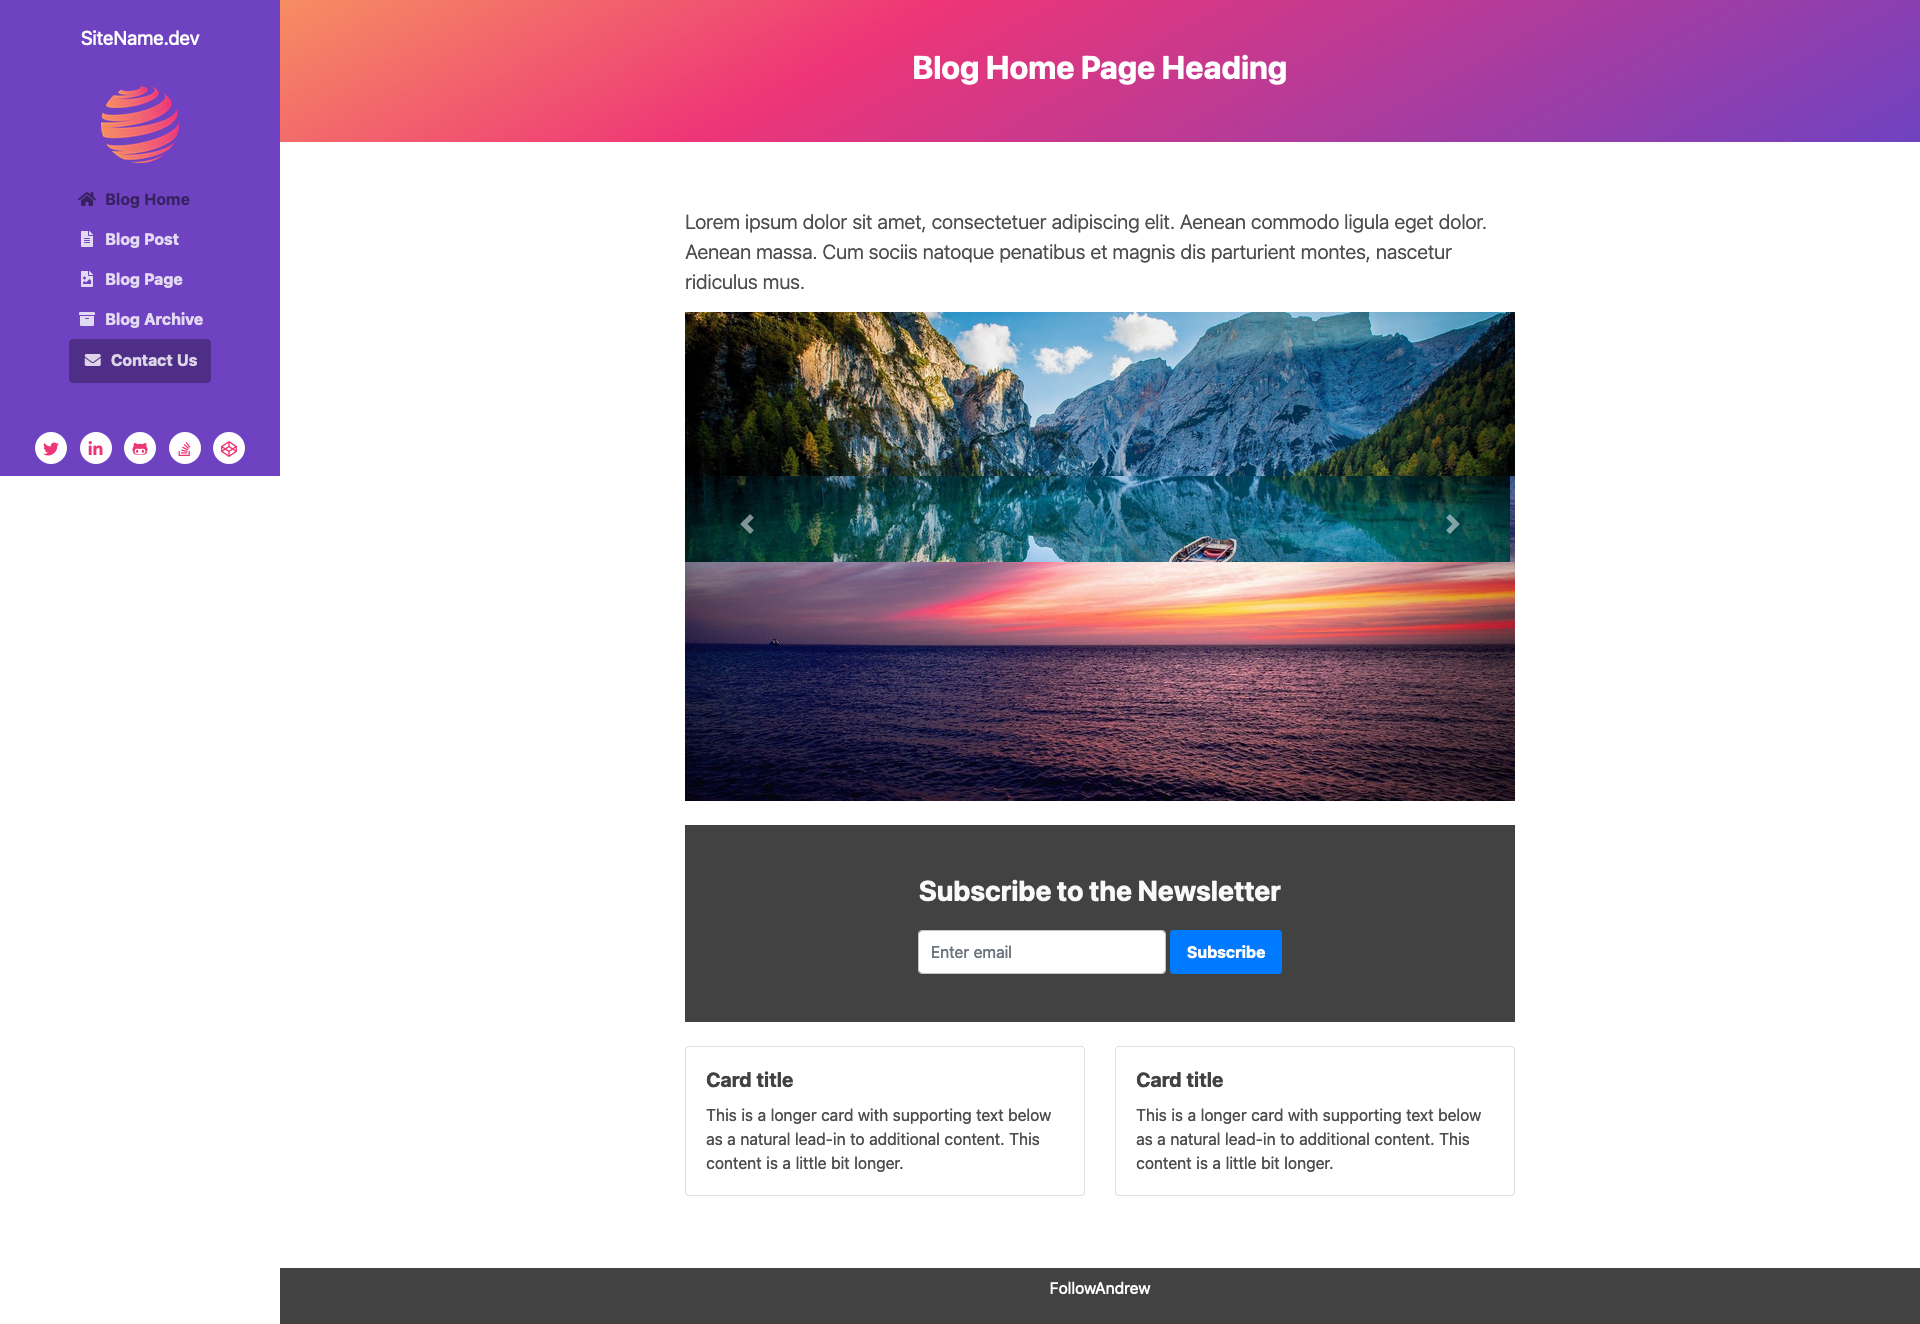 SiteName.dev
Blog Home
Blog Post
Blog Page
Blog Archive
Contact Us
Blog Home Page Heading
Lorem ipsum dolor sit amet, consectetuer adipiscing elit. Aenean commodo ligula eget dolor.
Aenean massa. Cum sociis natoque penatibus et magnis dis parturient montes, nascetur
ridiculus mus.
Subscribe to the Newsletter
Enter email
Subscribe
Card title
This is a longer card with supporting text below
as a natural lead-in to additional content. This
content is a little bit longer.
Card title
This is a longer card with supporting text below
as a natural lead-in to additional content. This
content is a little bit longer.
FollowAndrew